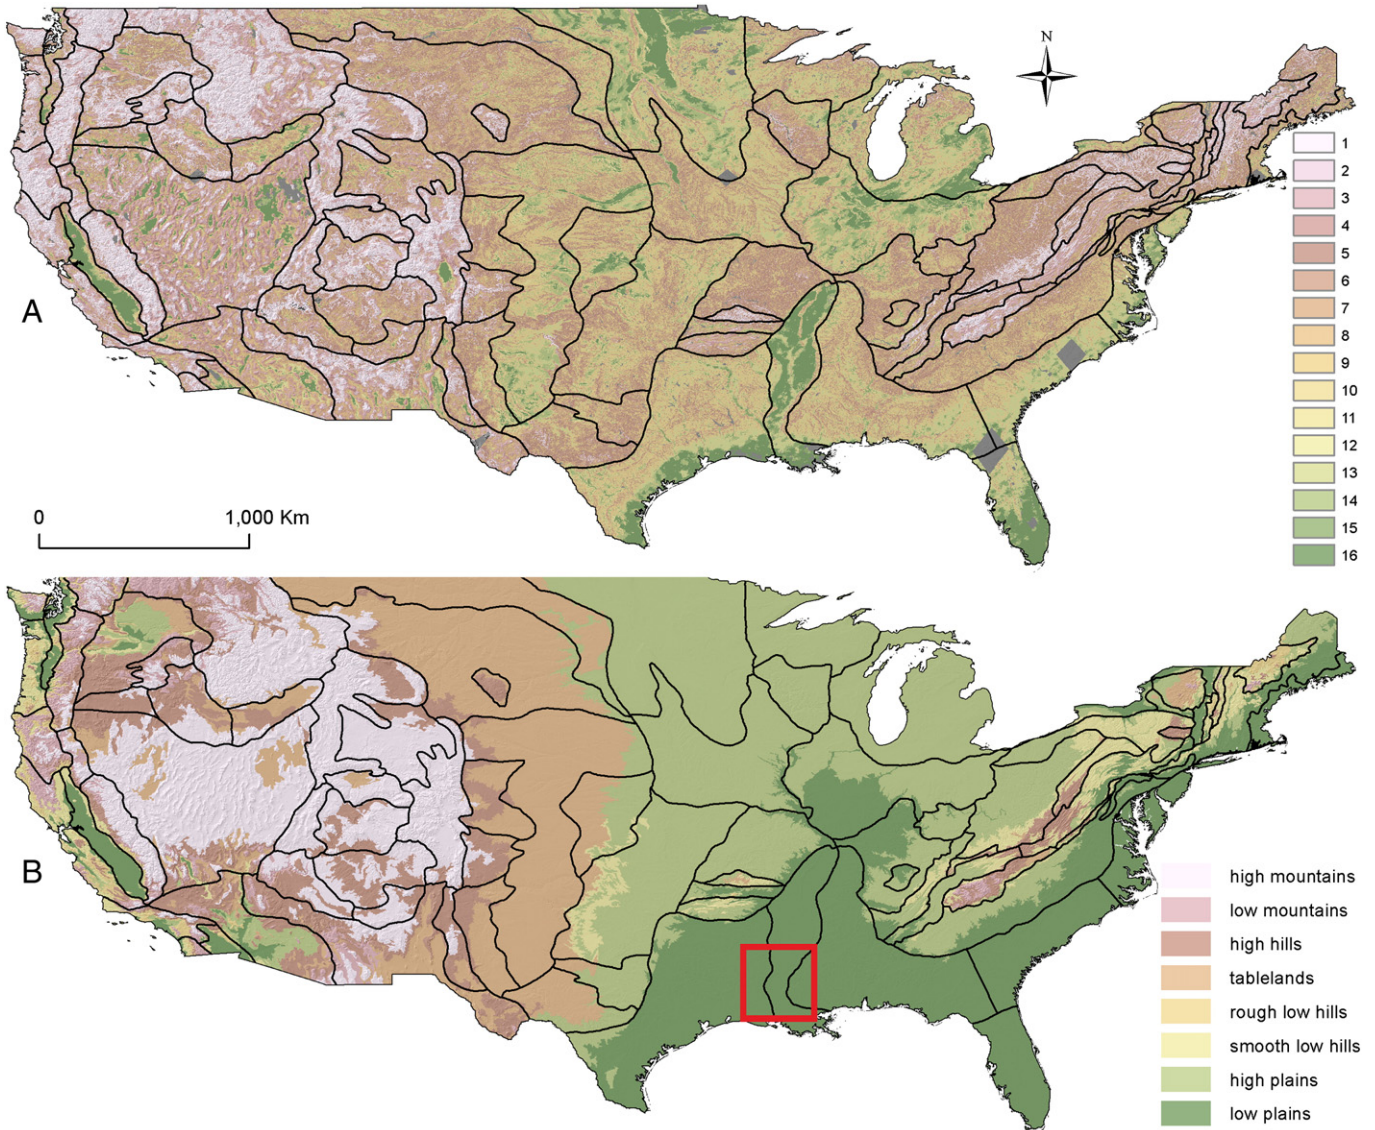 N
1
2
3
4
5
6
7
8
9
10
11
12
13
14
15
16
A
0 1,000 Km
B
high mountains
low mountains
high hills
tablelands
rough low hills
smooth low hills
high plains
low plains